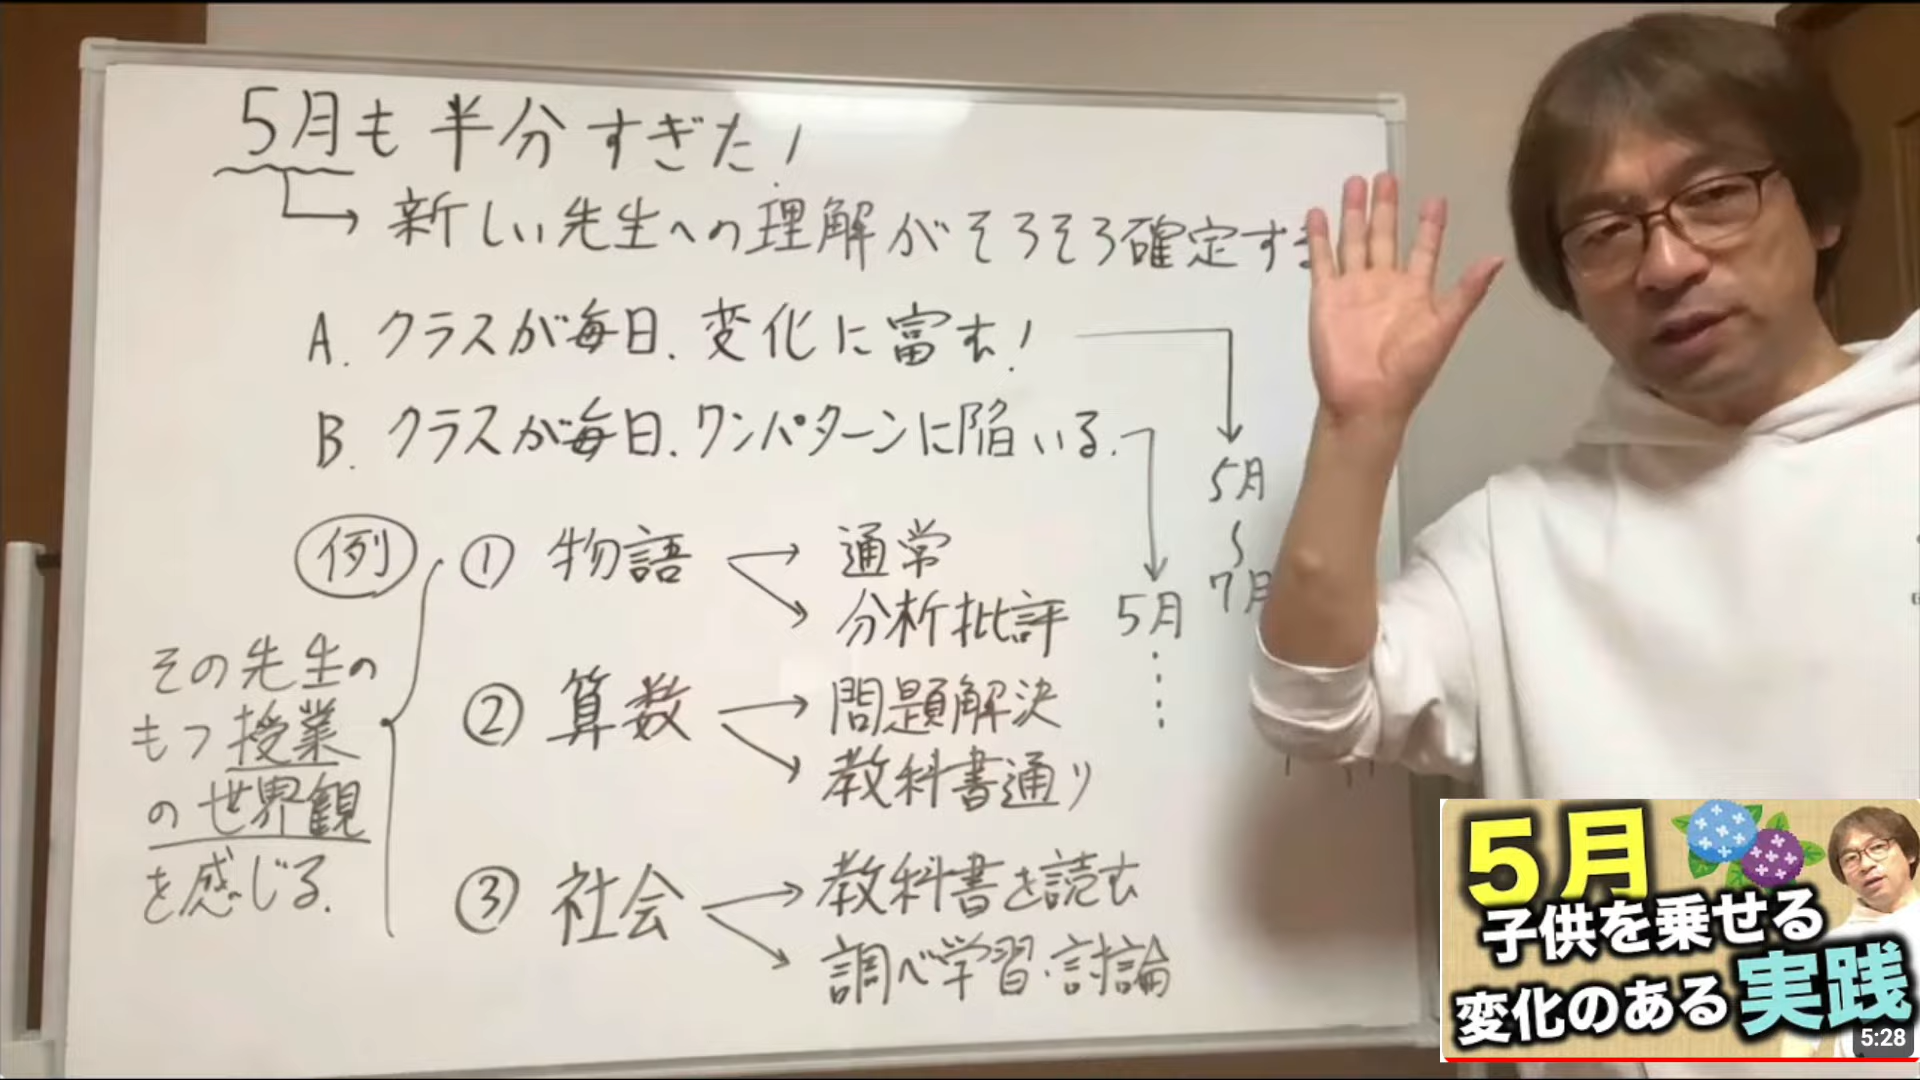 5月も半分すぎた!
新しい先生への理解がそろそろ確定す
A. クラスが毎日、変化に富む!
B. クラスが毎日、ワンパターンに陥いる.
5月
〜
7月
5月
⋮
例
① 物語
通常
分析批評
② 算数
問題解決
教科書通り
③ 社会
教科書を読む
調べ学習・討論
その先生の
もつ授業
の世界観
を感じる.
5月
子供を乗せる
変化のある実践
5:28